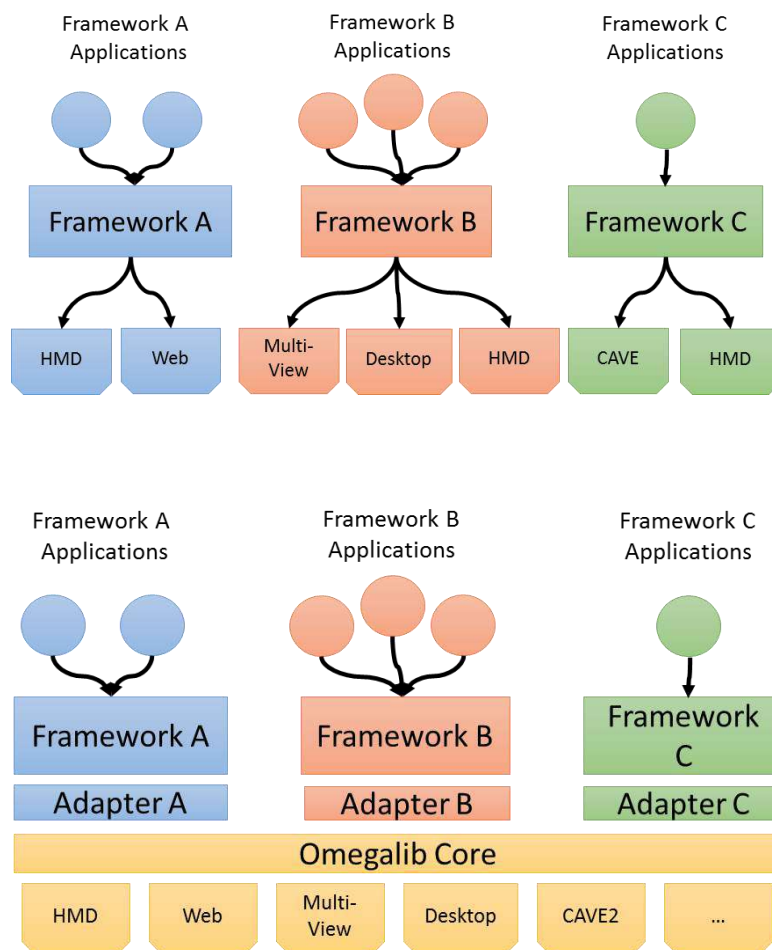 Framework A
Applications
Framework B
Applications
Framework C
Applications
Framework A
Framework B
Framework C
HMD
Web
Multi-
View
Desktop
HMD
CAVE
HMD
Framework A
Applications
Framework B
Applications
Framework C
Applications
Framework A
Framework B
Framework
C
Adapter A
Adapter B
Adapter C
Omegalib Core
HMD
Web
Multi-
View
Desktop
CAVE2
...